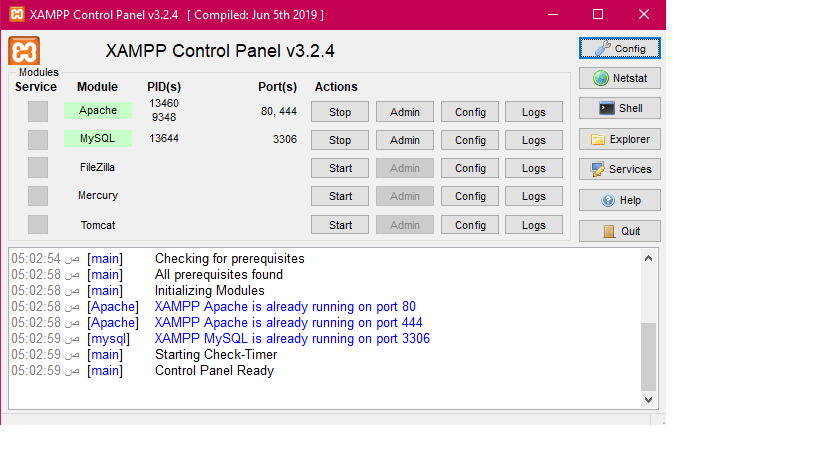 XAMPP Control Panel v3.2.4 [ Compiled: Jun 5th 2019 ]
XAMPP Control Panel v3.2.4
Config
Modules
Service Module PID(s) Port(s) Actions
Netstat
Apache 13460 9348 80, 444 Stop Admin Config Logs
Shell
MySQL 13644 3306 Stop Admin Config Logs
Explorer
FileZilla Start Admin Config Logs
Services
Mercury Start Admin Config Logs
Help
Tomcat Start Admin Config Logs
Quit
05:02:54 ص [main] Checking for prerequisites
05:02:58 ص [main] All prerequisites found
05:02:58 ص [main] Initializing Modules
05:02:58 ص [Apache] XAMPP Apache is already running on port 80
05:02:58 ص [Apache] XAMPP Apache is already running on port 444
05:02:59 ص [mysql] XAMPP MySQL is already running on port 3306
05:02:59 ص [main] Starting Check-Timer
05:02:59 ص [main] Control Panel Ready